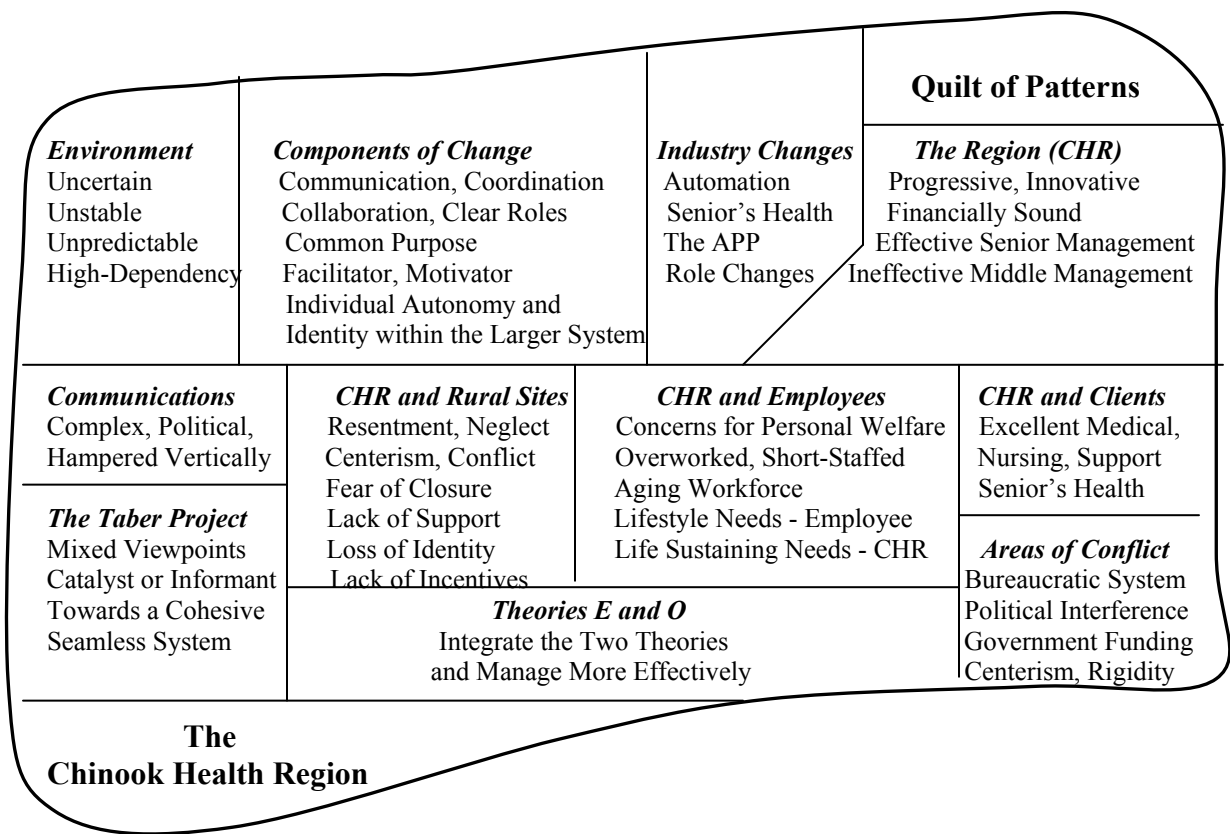 Quilt of Patterns
Environment
Uncertain
Unstable
Unpredictable
High-Dependency
Components of Change
Communication, Coordination
Collaboration, Clear Roles
Common Purpose
Facilitator, Motivator
Individual Autonomy and
Identity within the Larger System
Industry Changes
Automation
Senior's Health
The APP
Role Changes
The Region (CHR)
Progressive, Innovative
Financially Sound
Effective Senior Management
Ineffective Middle Management
Communications
Complex, Political,
Hampered Vertically
The Taber Project
Mixed Viewpoints
Catalyst or Informant
Towards a Cohesive
Seamless System
CHR and Rural Sites
Resentment, Neglect
Centerism, Conflict
Fear of Closure
Lack of Support
Loss of Identity
Lack of Incentives
CHR and Employees
Concerns for Personal Welfare
Overworked, Short-Staffed
Aging Workforce
Lifestyle Needs - Employee
Life Sustaining Needs - CHR
CHR and Clients
Excellent Medical,
Nursing, Support
Senior's Health
Areas of Conflict
Bureaucratic System
Political Interference
Government Funding
Centerism, Rigidity
Theories E and O
Integrate the Two Theories
and Manage More Effectively
The
Chinook Health Region